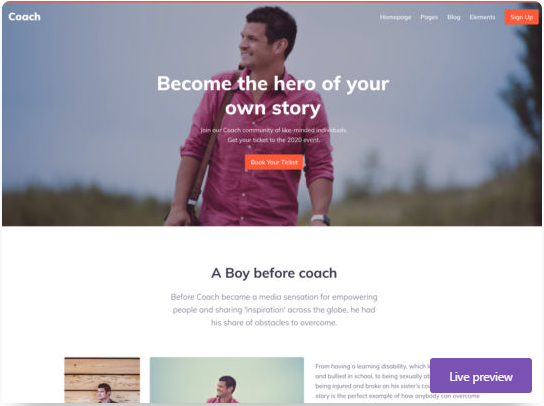 Coach
Homepage Pages Blog Elements Sign Up
Become the hero of your
own story
Join our Coach community of like-minded individuals.
Get your ticket to the 2020 event.
Book Your Ticket
A Boy before coach
Before Coach became a media sensation for empowering
people and sharing 'Inspiration' across the globe, he had
his share of obstacles to overcome.
From having a learning disability, which
and bullied in school, to being sexually
being injured and broke on his sister's
story is the perfect example of how anybody can overcome
Live preview